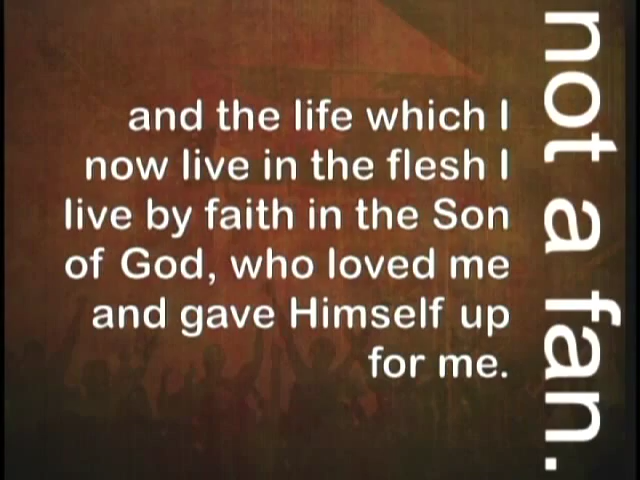 and the life which I
now live in the flesh I
live by faith in the Son
of God, who loved me
and gave Himself up
for me.
not a fan.